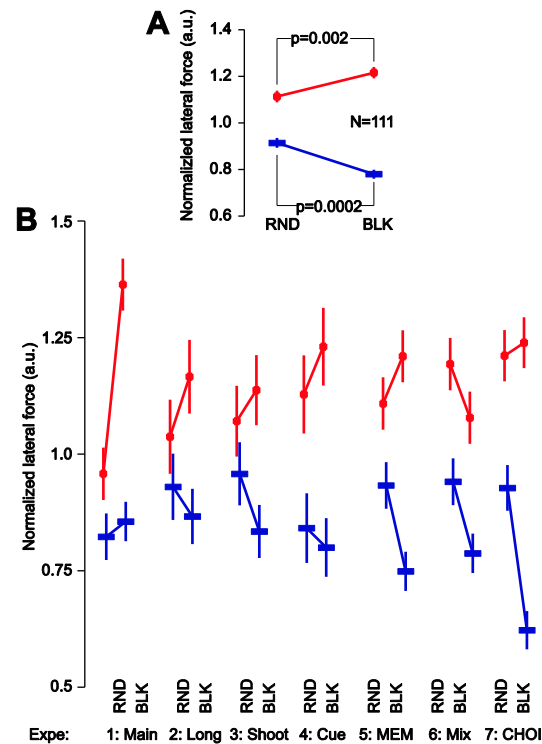 A
Normalizled lateral force (a.u.)
1.4
1.2
1.0
0.8
0.6
p=0.002
N=111
p=0.0002
RND BLK
B
Normalized lateral force (a.u.)
1.5
1.25
1.0
0.75
0.5
RND BLK RND BLK RND BLK RND BLK RND BLK RND BLK RND BLK
Expe: 1: Main 2: Long 3: Shoot 4: Cue 5: MEM 6: Mix 7: CHOI